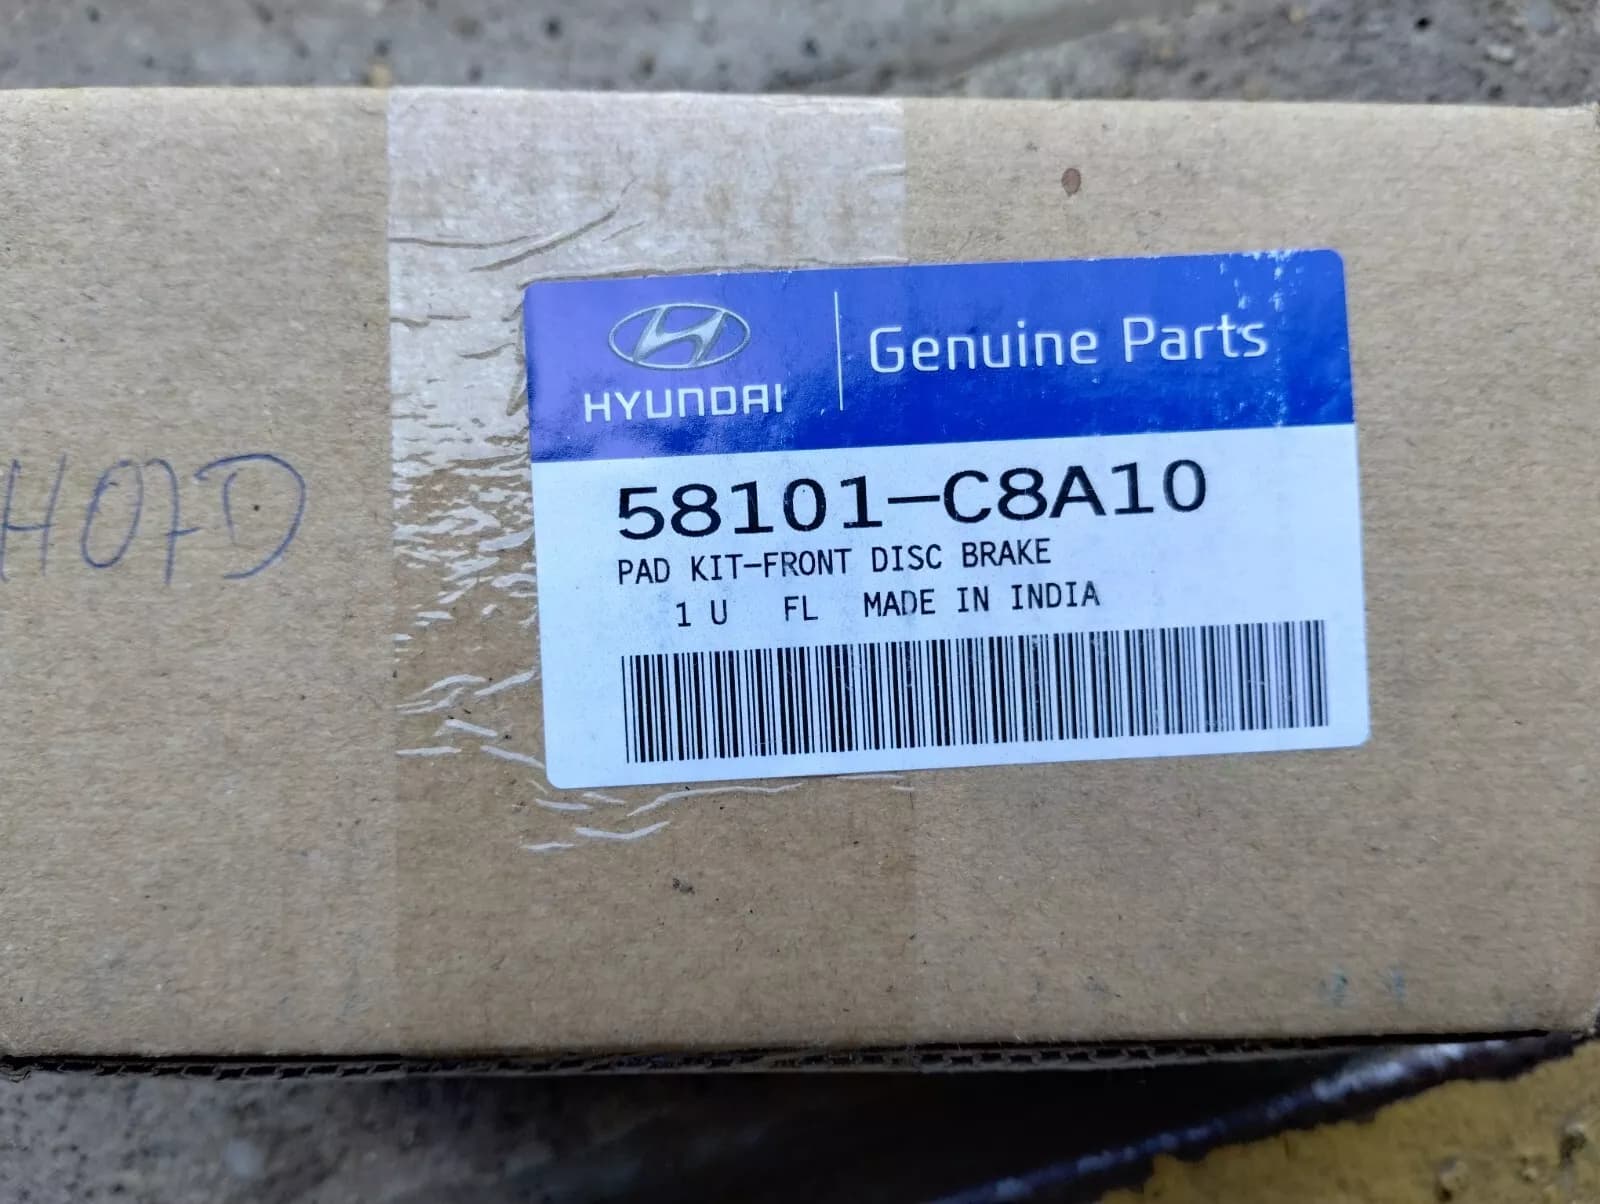 HYUNDAI
Genuine Parts
58101-C8A10
PAD KIT-FRONT DISC BRAKE
1 U FL MADE IN INDIA
H07D